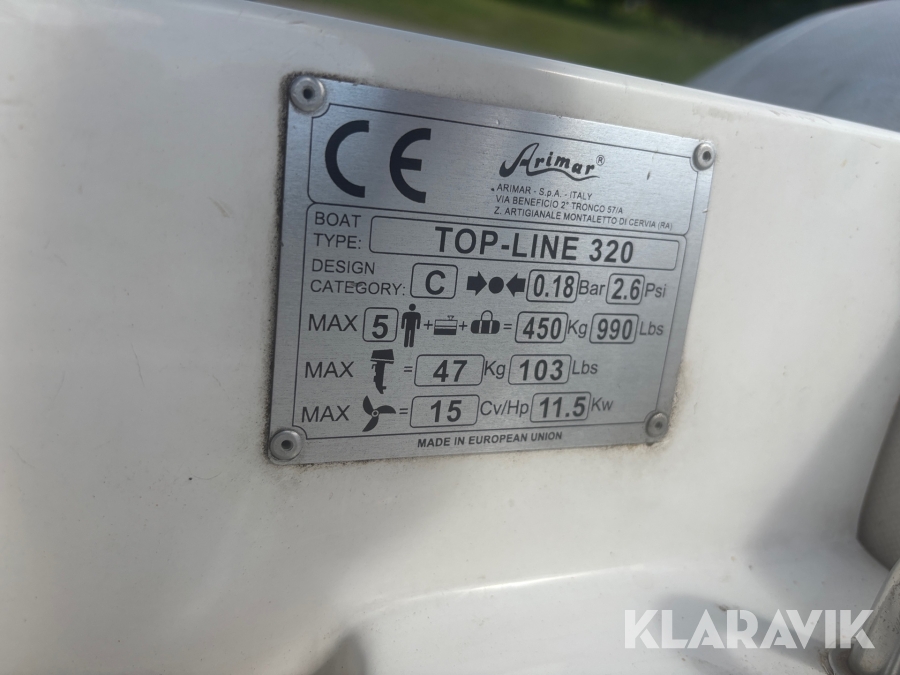 CE
Arimar®
ARIMAR - S.p.A. - ITALY
VIA BENEFICIO 2° TRONCO 57/A
Z. ARTIGIANALE MONTALETTO DI CERVIA (RA)
BOAT TYPE: TOP-LINE 320
DESIGN CATEGORY: C 0.18 Bar 2.6 Psi
MAX 5 + + = 450 Kg 990 Lbs
MAX = 47 Kg 103 Lbs
MAX = 15 Cv/Hp 11.5 Kw
MADE IN EUROPEAN UNION
KLARAVIK